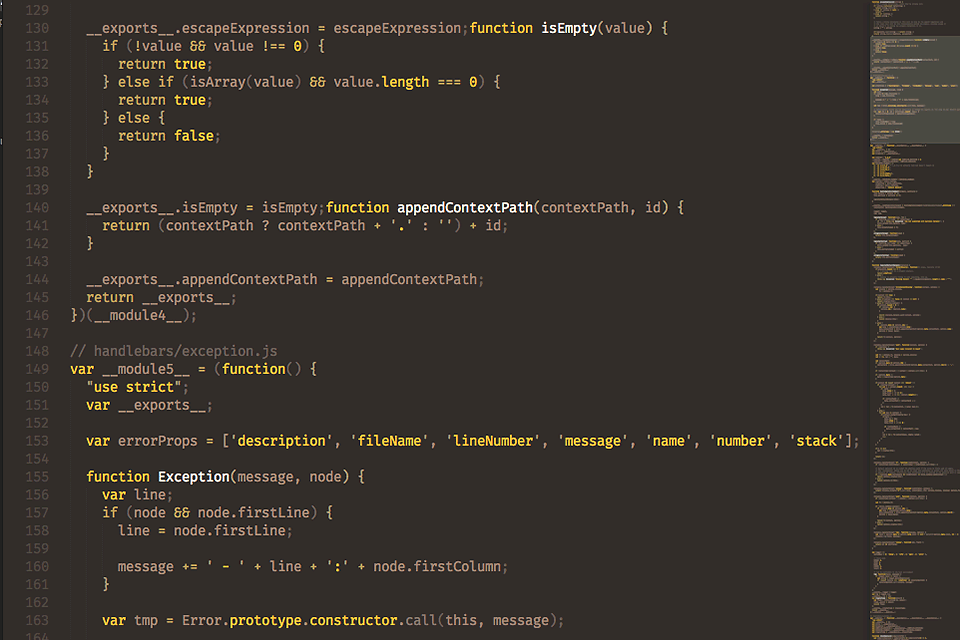 129
130 __exports__.escapeExpression = escapeExpression;function isEmpty(value) {
131 if (!value && value !== 0) {
132 return true;
133 } else if (isArray(value) && value.length === 0) {
134 return true;
135 } else {
136 return false;
137 }
138 }
139
140 __exports__.isEmpty = isEmpty;function appendContextPath(contextPath, id) {
141 return (contextPath ? contextPath + '.' : '') + id;
142 }
143
144 __exports__.appendContextPath = appendContextPath;
145 return __exports__;
146 })(__module4__);
147
148 // handlebars/exception.js
149 var __module5__ = (function() {
150 "use strict";
151 var __exports__;
152
153 var errorProps = ['description', 'fileName', 'lineNumber', 'message', 'name', 'number', 'stack'];
154
155 function Exception(message, node) {
156 var line;
157 if (node && node.firstLine) {
158 line = node.firstLine;
159
160 message += ' - ' + line + ':' + node.firstColumn;
161 }
162
163 var tmp = Error.prototype.constructor.call(this, message);
164